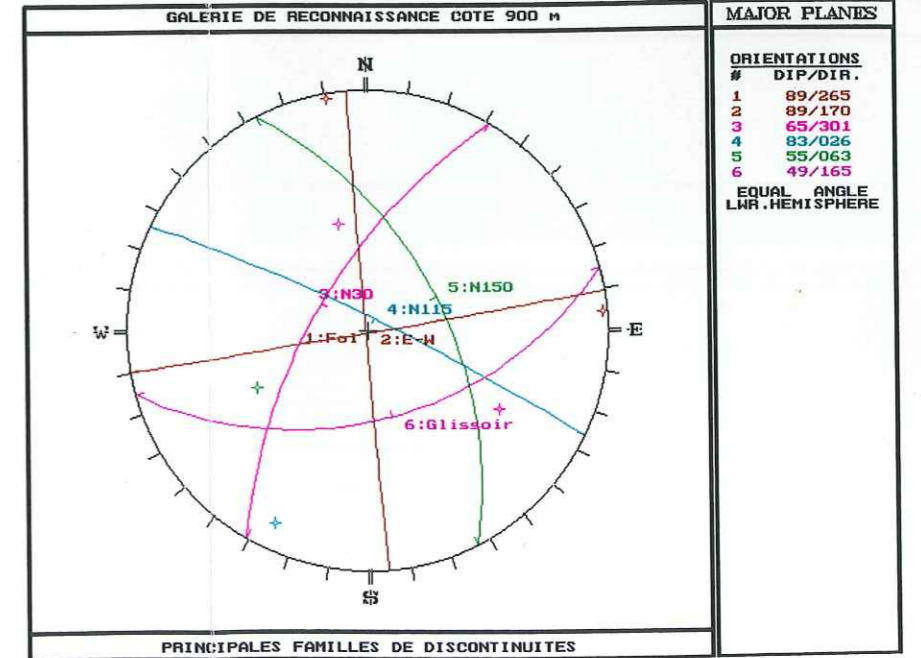 GALERIE DE RECONNAISSANCE COTE 900 M
MAJOR PLANES
ORIENTATIONS
# DIP/DIR.
1 89/265
2 89/170
3 65/301
4 83/026
5 55/063
6 49/165
EQUAL ANGLE
LWR.HEMISPHERE
N
5:N150
3:N30
4:N115
W
E
1:Fol
2:E-W
6:Glissoir
S
PRINCIPALES FAMILLES DE DISCONTINUITES